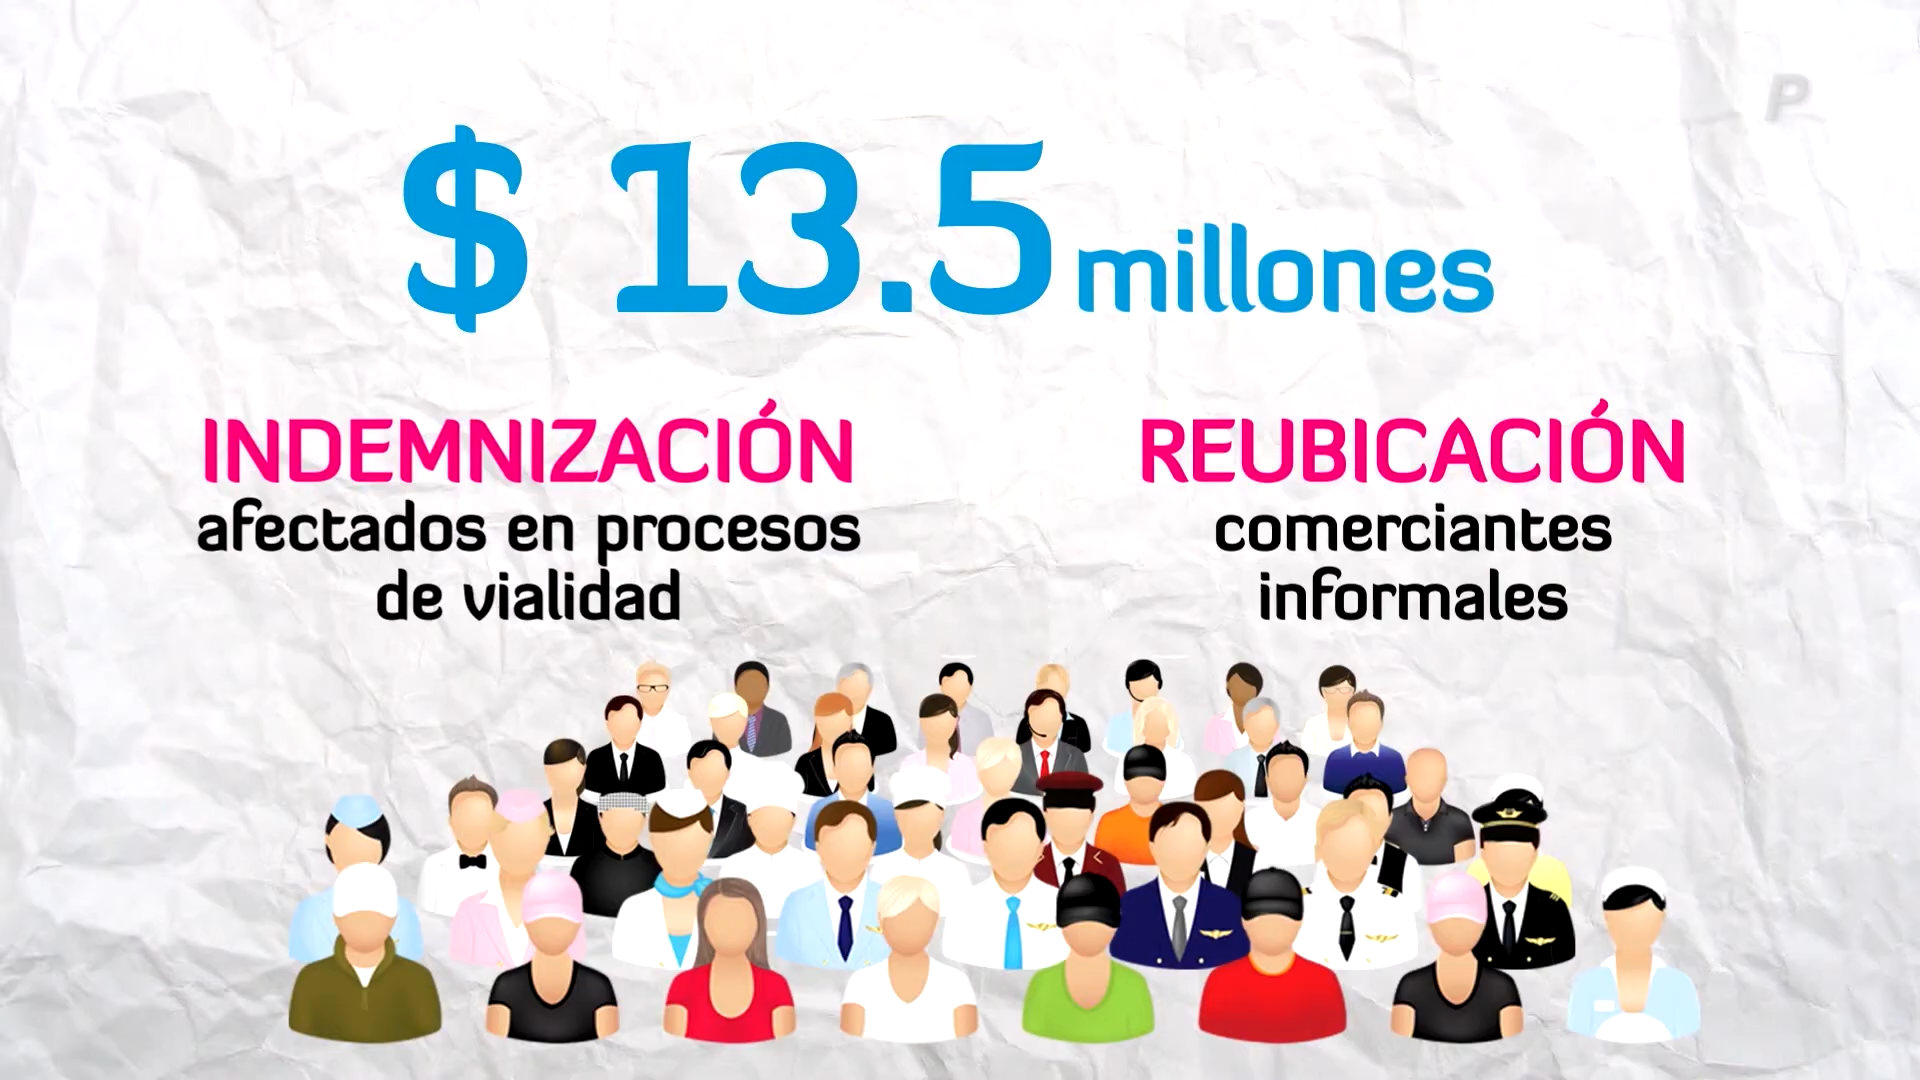 $ 13.5 millones
INDEMNIZACIÓN
afectados en procesos
de vialidad
REUBICACIÓN
comerciantes
informales
P